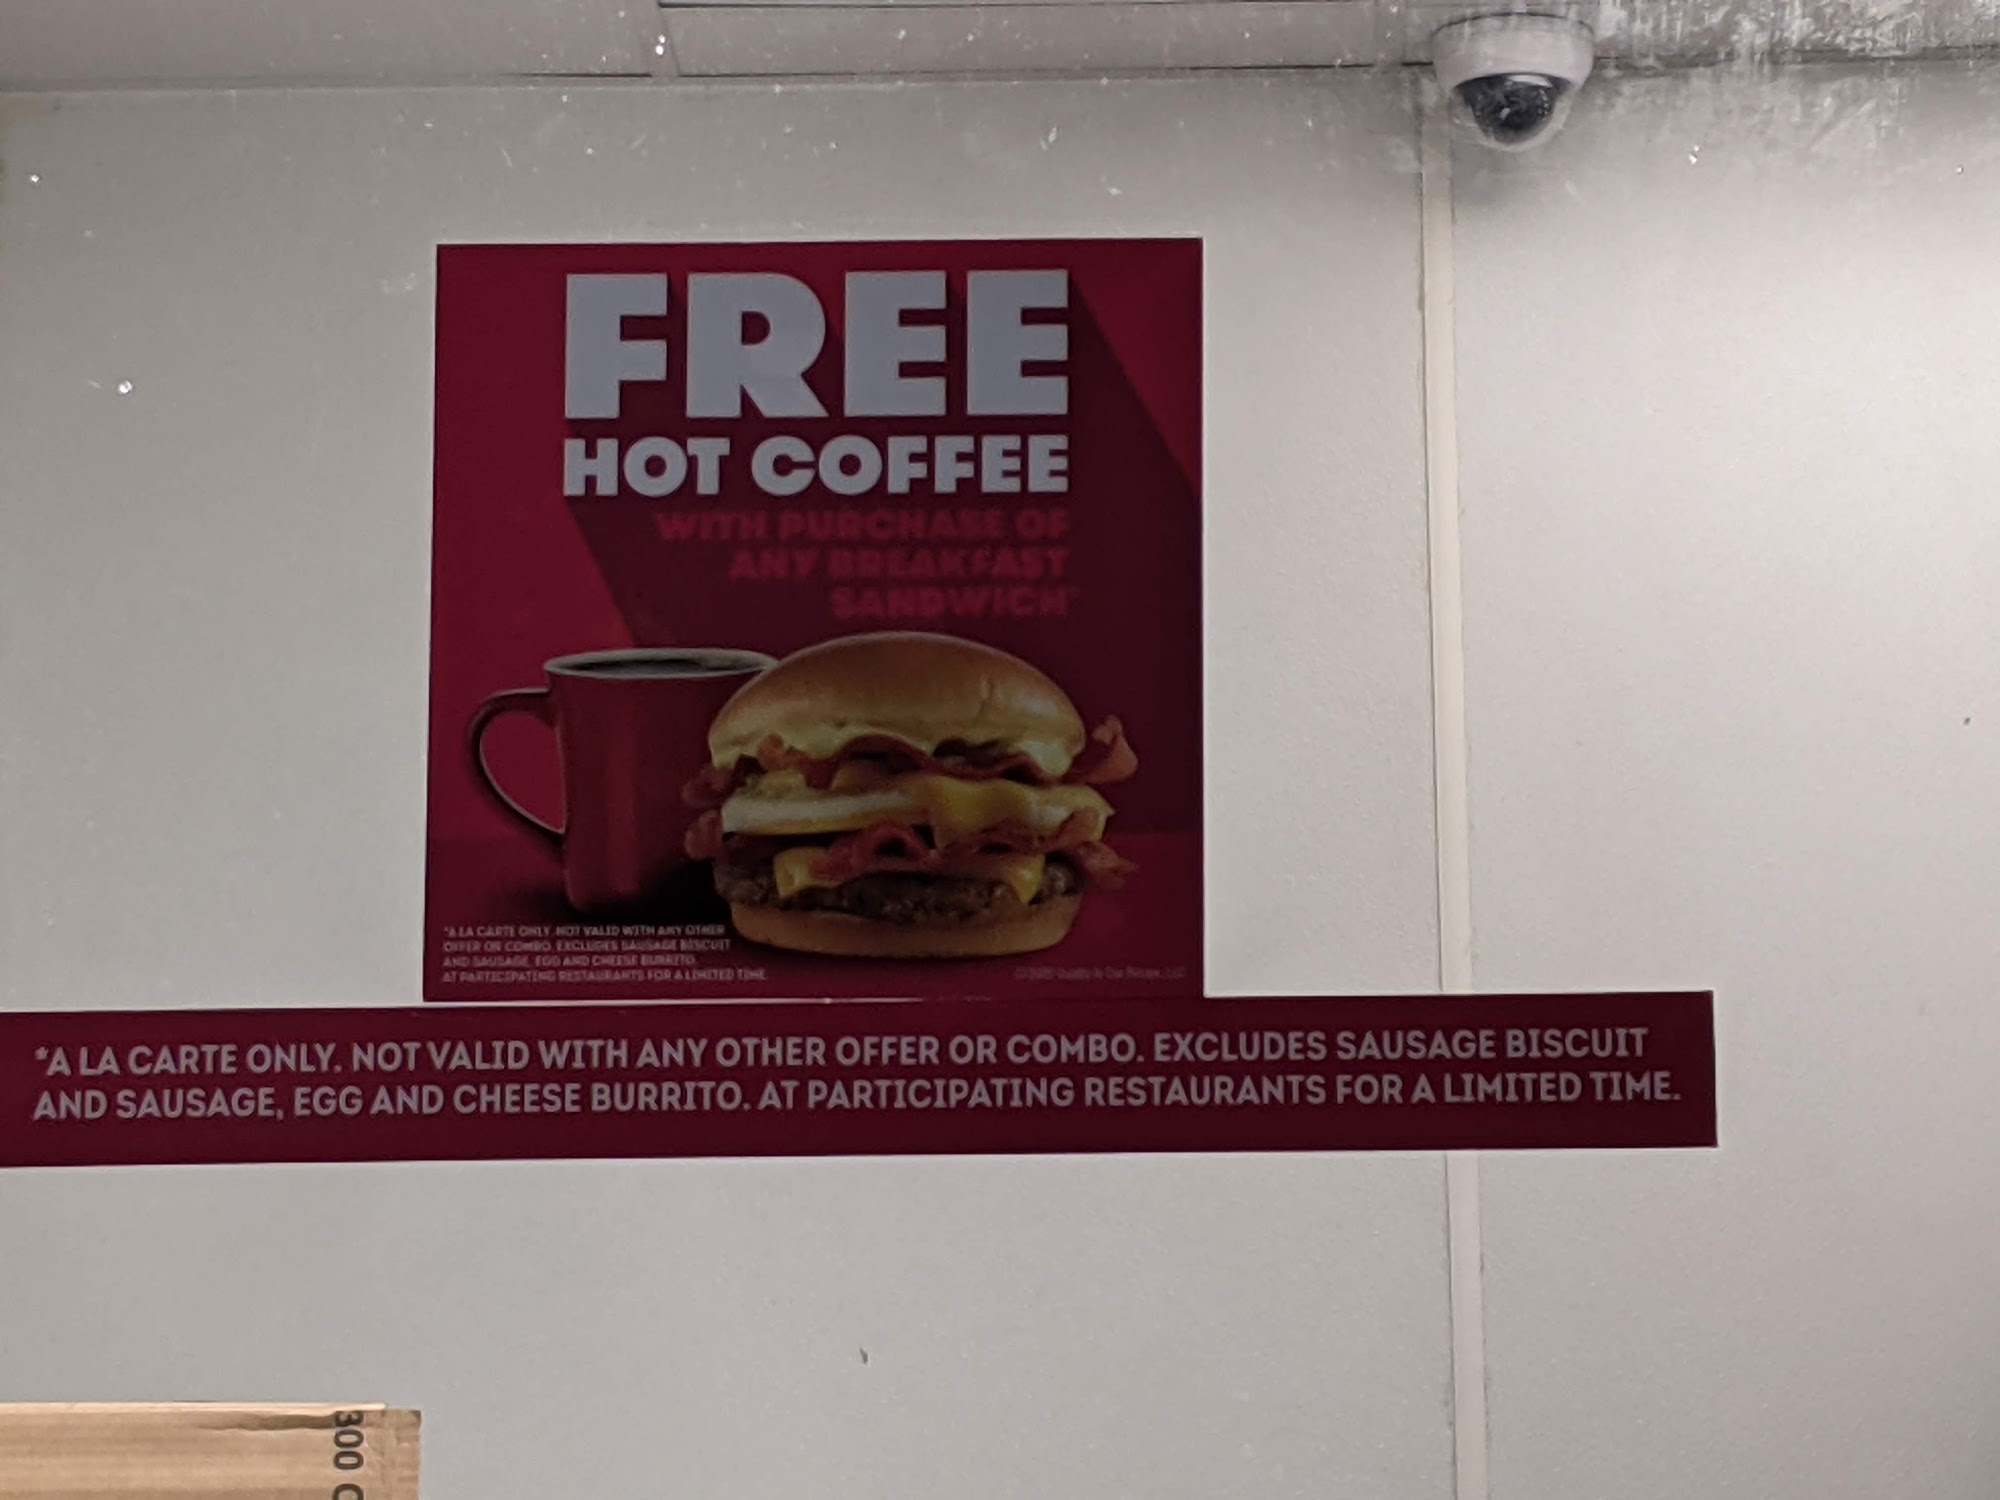 FREE
HOT COFFEE
WITH PURCHASE OF
ANY BREAKFAST
SANDWICH*
*A LA CARTE ONLY. NOT VALID WITH ANY OTHER
OFFER OR COMBO. EXCLUDES SAUSAGE BISCUIT
AND SAUSAGE, EGG AND CHEESE BURRITO.
AT PARTICIPATING RESTAURANTS FOR A LIMITED TIME.
*A LA CARTE ONLY. NOT VALID WITH ANY OTHER OFFER OR COMBO. EXCLUDES SAUSAGE BISCUIT
AND SAUSAGE, EGG AND CHEESE BURRITO. AT PARTICIPATING RESTAURANTS FOR A LIMITED TIME.
300